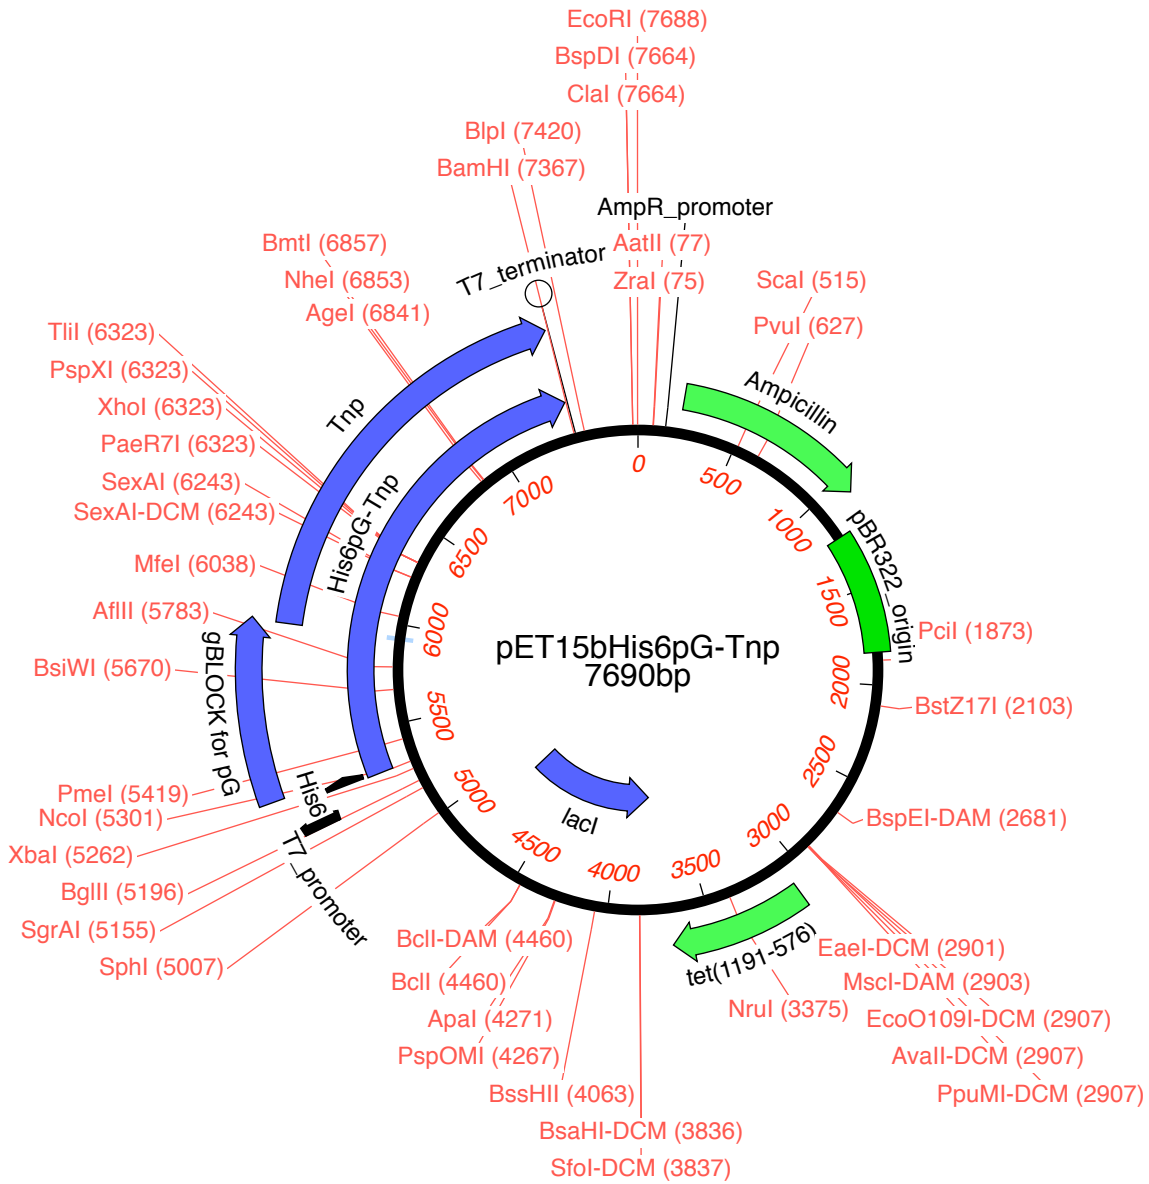 EcoRI (7688)
BspDI (7664)
ClaI (7664)
BlpI (7420)
BamHI (7367)
AmpR_promoter
AatII (77)
ZraI (75)
T7_terminator
BmtI (6857)
NheI (6853)
AgeI (6841)
ScaI (515)
PvuI (627)
TliI (6323)
PspXI (6323)
XhoI (6323)
PaeR7I (6323)
SexAI (6243)
SexAI-DCM (6243)
MfeI (6038)
AflII (5783)
BsiWI (5670)
Tnp
His6pG-Tnp
gBLOCK for pG
Ampicillin
pBR322_origin
0
500
1000
1500
2000
2500
3000
3500
4000
4500
5000
5500
6000
6500
7000
pET15bHis6pG-Tnp
7690bp
PciI (1873)
BstZ17I (2103)
BspEI-DAM (2681)
lacI
His6
T7_promoter
PmeI (5419)
NcoI (5301)
XbaI (5262)
BglII (5196)
SgrAI (5155)
SphI (5007)
tet(1191-576)
BclI-DAM (4460)
BclI (4460)
ApaI (4271)
PspOMI (4267)
BssHII (4063)
BsaHI-DCM (3836)
SfoI-DCM (3837)
NruI (3375)
EaeI-DCM (2901)
MscI-DAM (2903)
EcoO109I-DCM (2907)
AvaII-DCM (2907)
PpuMI-DCM (2907)